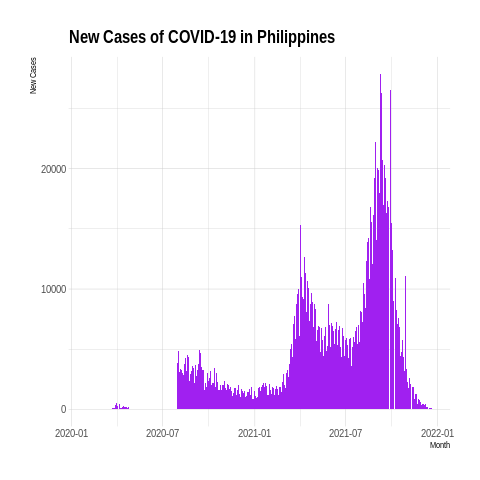 New Cases of COVID-19 in Philippines
New Cases
20000
10000
0
2020-01 2020-07 2021-01 2021-07 2022-01
Month